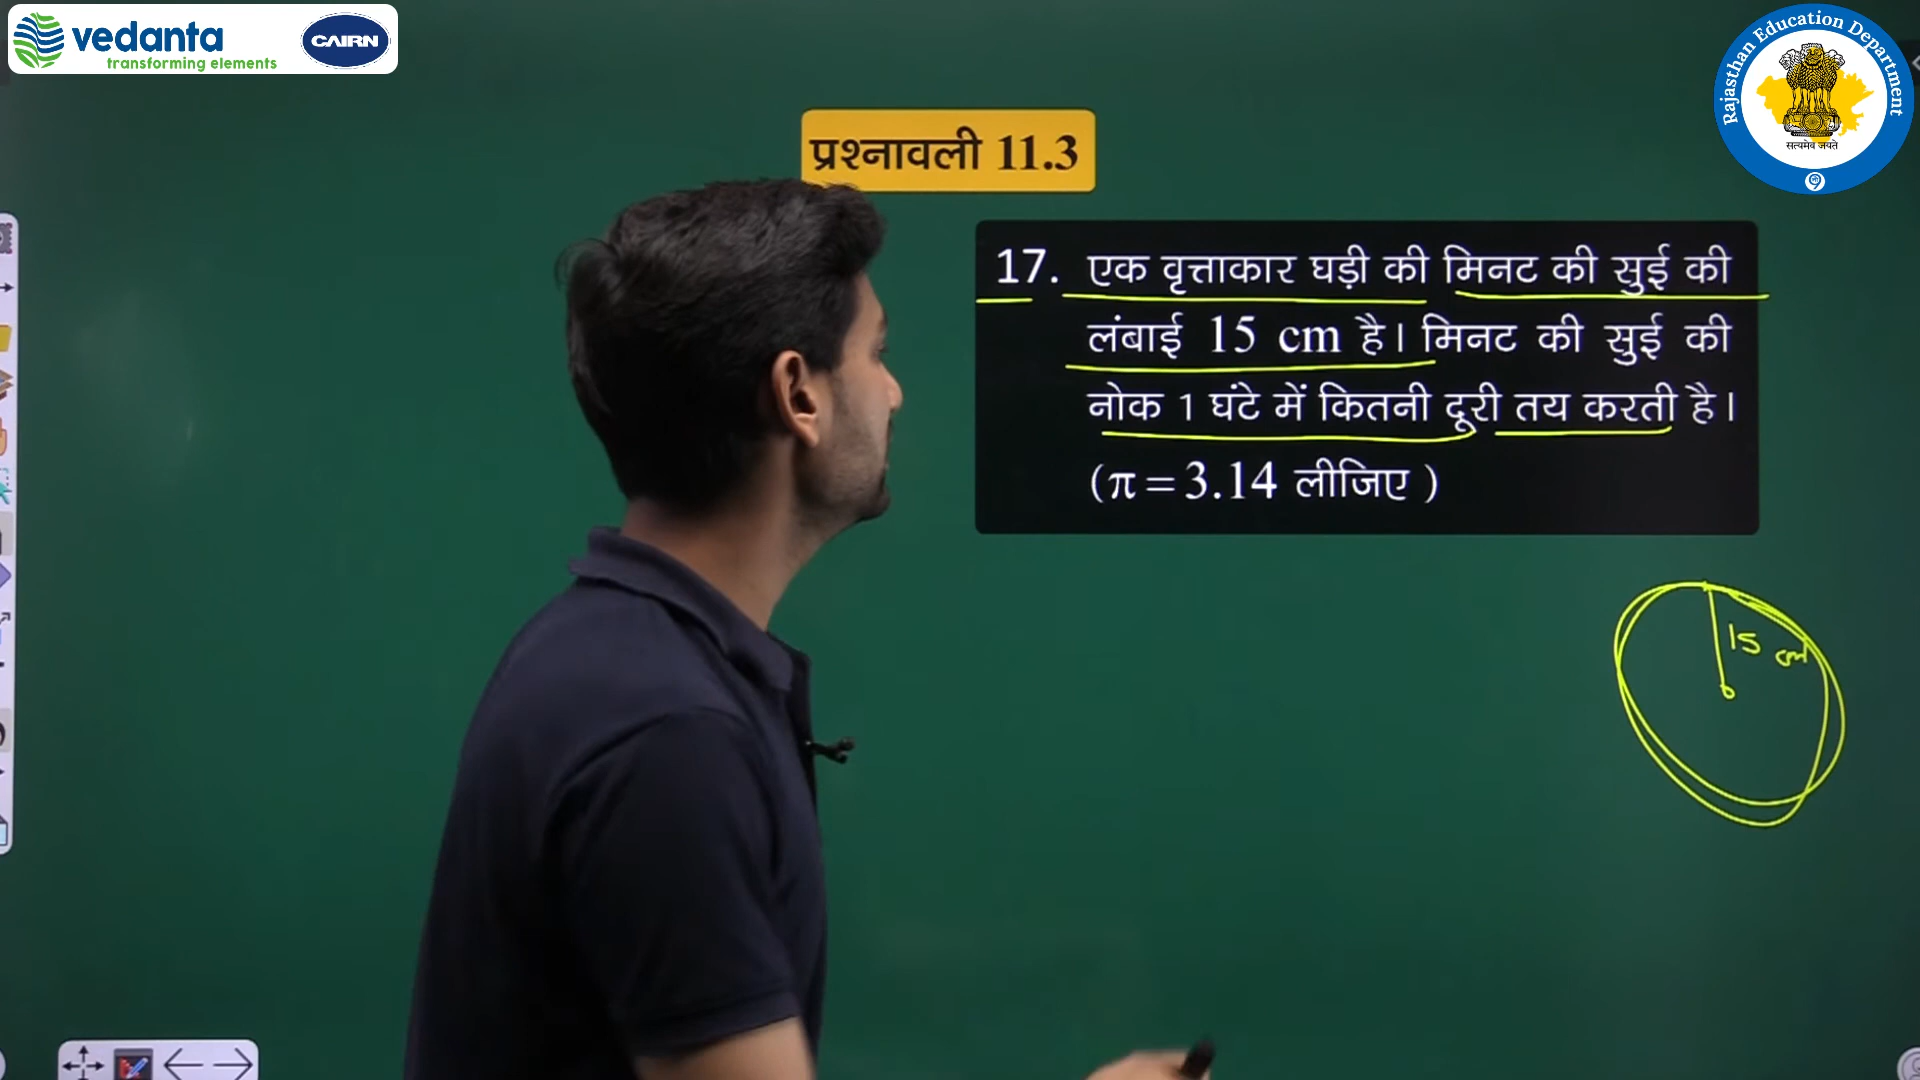 vedanta
transforming elements
CAIRN
Rajasthan Education Department
सत्यमेव जयते
प्रश्नावली 11.3
17. एक वृत्ताकार घड़ी की मिनट की सुई की
लंबाई 15 cm है। मिनट की सुई की
नोक 1 घंटे में कितनी दूरी तय करती है।
(π = 3.14 लीजिए )
15 cm